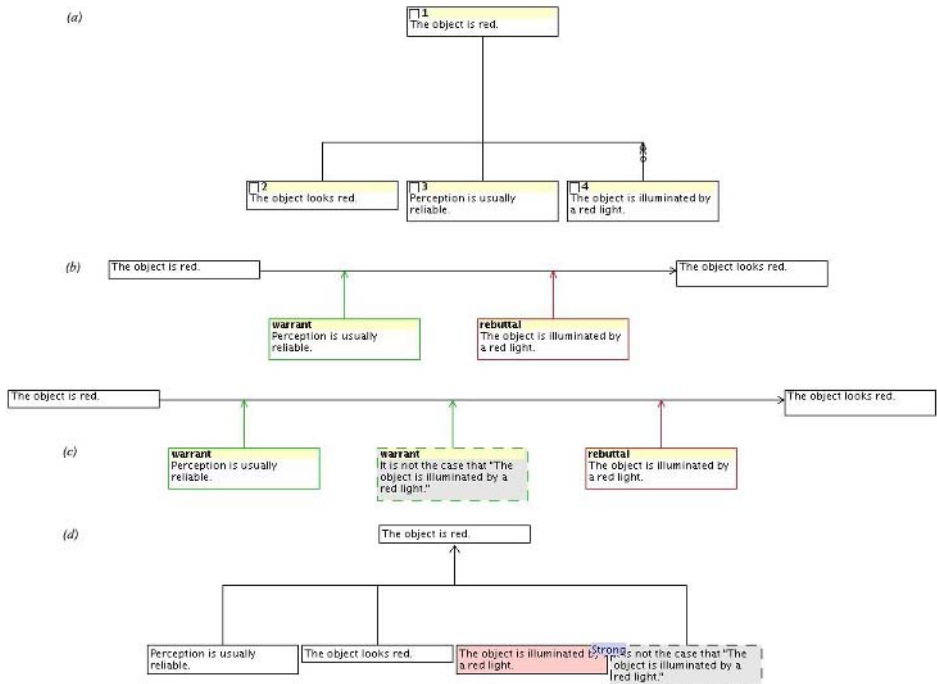 (a)
1
The object is red.
2
The object looks red.
3
Perception is usually
reliable.
4
The object is illuminated by
a red light.
(b)
The object is red.
The object looks red.
warrant
Perception is usually
reliable.
rebuttal
The object is illuminated by
a red light.
The object is red.
The object looks red.
(c)
warrant
Perception is usually
reliable.
warrant
It is not the case that "The
object is illuminated by a
red light."
rebuttal
The object is illuminated by
a red light.
(d)
The object is red.
Perception is usually
reliable.
The object looks red.
The object is illuminated
a red light.
Strong
is not the case that "The
object is illuminated by a
red light."